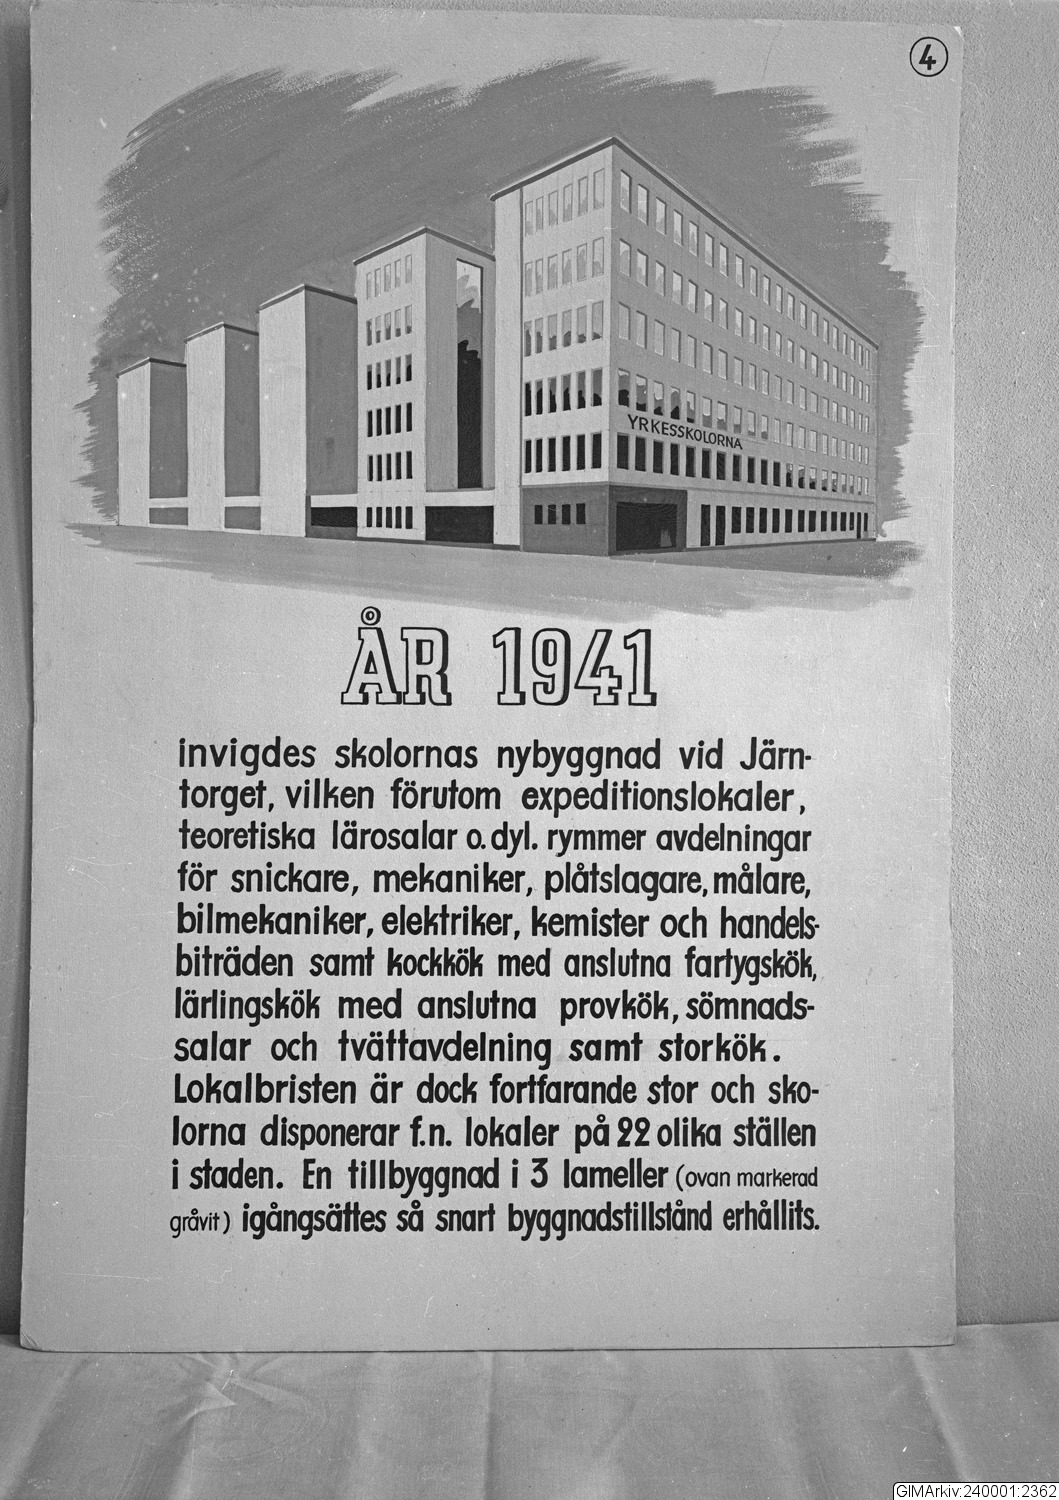 4
YRKESSKOLORNA
ÅR 1941
invigdes skolornas nybyggnad vid Järn-
torget, vilken förutom expeditionslokaler,
teoretiska lärosalar o. dyl. rymmer avdelningar
för snickare, mekaniker, plåtslagare, målare,
bilmekaniker, elektriker, kemister och handels-
biträden samt kockkök med anslutna fartygskök,
lärlingskök med anslutna provkök, sömnads-
salar och tvättavdelning samt storkök.
Lokalbristen är dock fortfarande stor och sko-
lorna disponerar f.n. lokaler på 22 olika ställen
i staden. En tillbyggnad i 3 lameller (ovan markerad
gråvit) igångsättes så snart byggnadstillstånd erhållits.
GIMArkiv:240001:2362